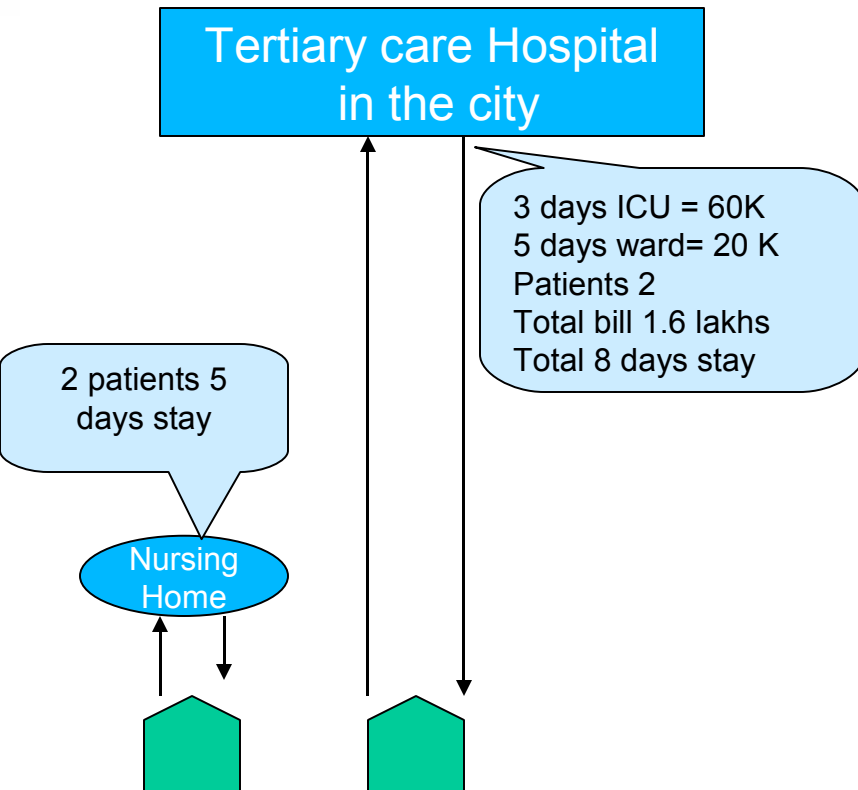 Tertiary care Hospital
in the city
3 days ICU = 60K
5 days ward= 20 K
Patients 2
Total bill 1.6 lakhs
Total 8 days stay
2 patients 5
days stay
Nursing
Home